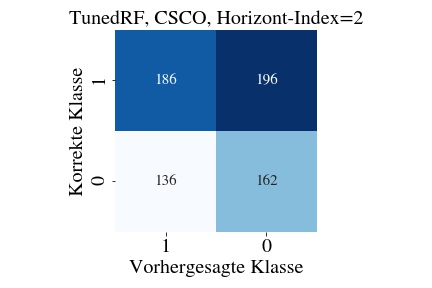 TunedRF, CSCO, Horizont-Index=2
Korrekte Klasse
1
186
196
0
136
162
1
0
Vorhergesagte Klasse